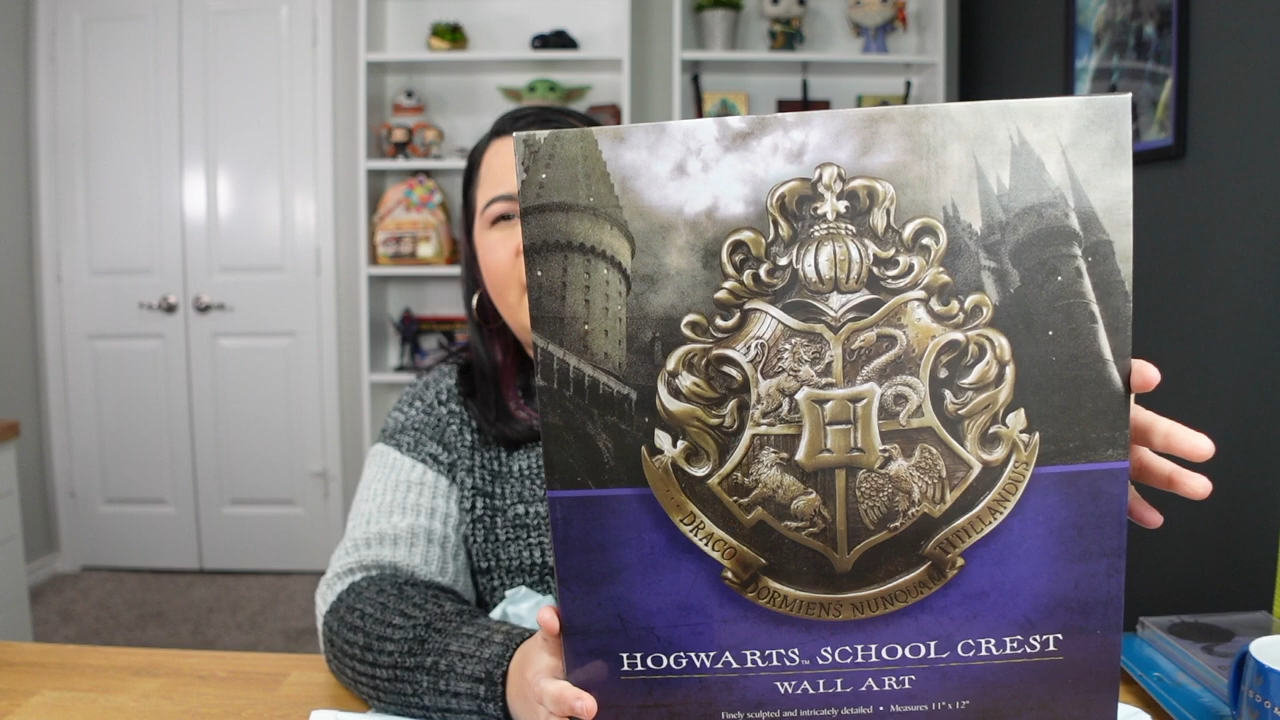 H
DRACO
DORMIENS NUNQUAM
TITILLANDUS
HOGWARTS™ SCHOOL CREST
WALL ART
Finely sculpted and intricately detailed • Measures 11" x 12"